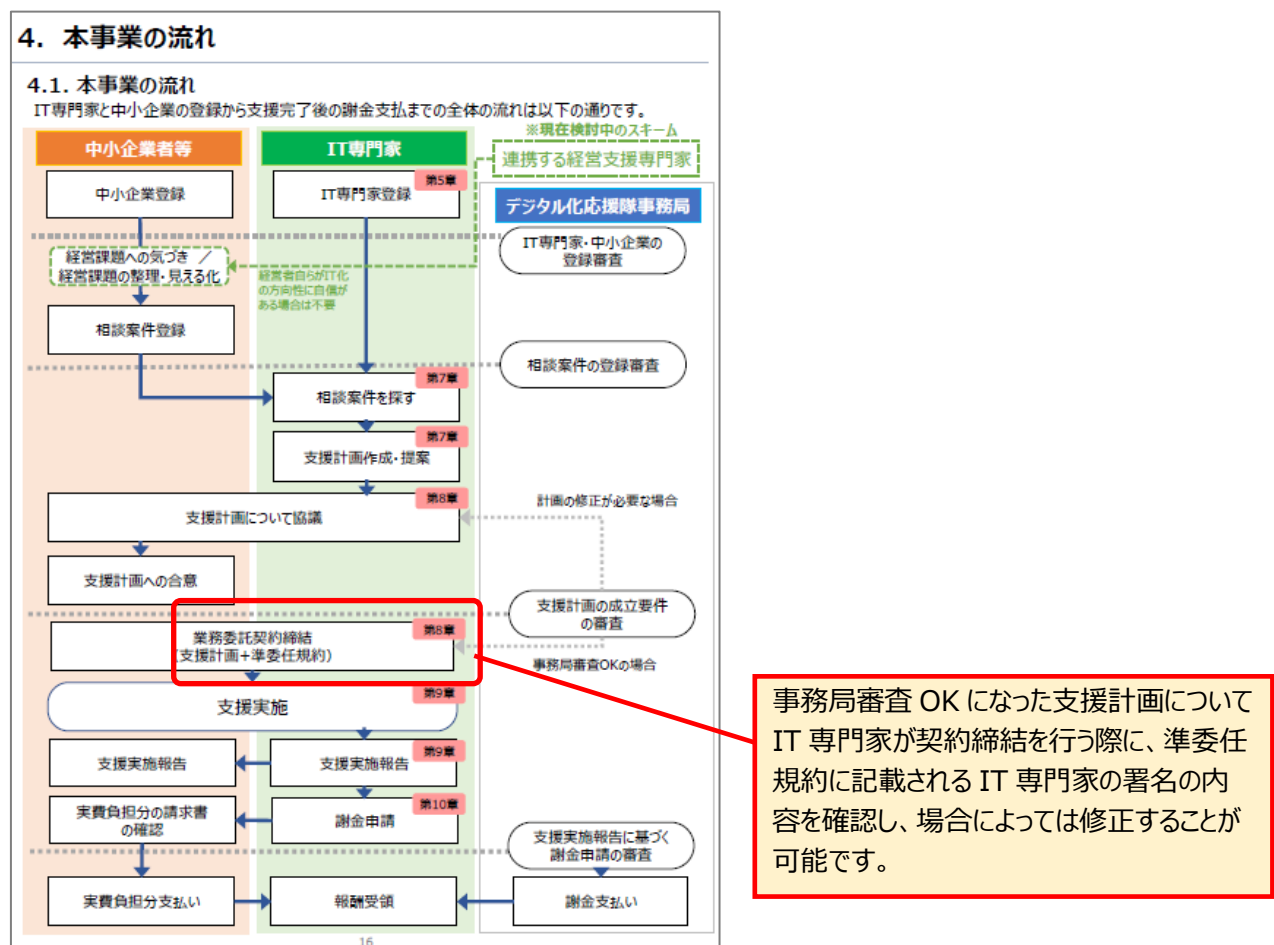 4. 本事業の流れ
4.1. 本事業の流れ
IT専門家と中小企業の登録から支援完了後の謝金支払までの全体の流れは以下の通りです。
※現在検討中のスキーム
中小企業者等
IT専門家
連携する経営支援専門家
第5章
中小企業登録
IT専門家登録
デジタル化応援隊事務局
IT専門家・中小企業の
登録審査
経営課題への気づき ／
経営課題の整理・見える化
経営者自らがIT化
の方向性に自信が
ある場合は不要
相談案件登録
相談案件の登録審査
第7章
相談案件を探す
第7章
支援計画作成・提案
第8章
支援計画について協議
計画の修正が必要な場合
支援計画への合意
支援計画の成立要件
の審査
第8章
業務委託契約締結
（支援計画＋準委任規約）
事務局審査OKの場合
第9章
支援実施
第9章
支援実施報告
支援実施報告
第10章
実費負担分の請求書
の確認
謝金申請
支援実施報告に基づく
謝金申請の審査
実費負担分支払い
報酬受領
謝金支払い
16
事務局審査 OK になった支援計画について
IT 専門家が契約締結を行う際に、準委任
規約に記載される IT 専門家の署名の内
容を確認し、場合によっては修正することが
可能です。